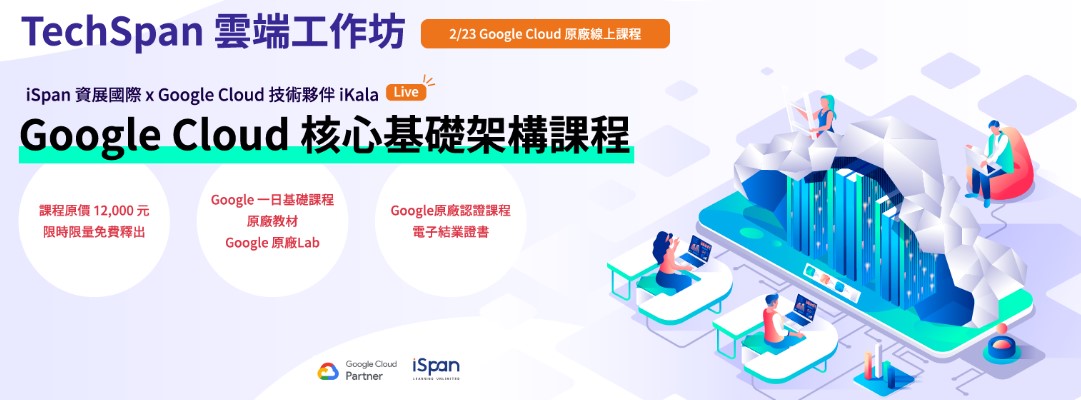 TechSpan 雲端工作坊
2/23 Google Cloud 原廠線上課程
iSpan 資展國際 x Google Cloud 技術夥伴 iKala
Live
Google Cloud 核心基礎架構課程
課程原價 12,000 元
限時限量免費釋出
Google 一日基礎課程
原廠教材
Google 原廠Lab
Google原廠認證課程
電子結業證書
Google Cloud
Partner
iSpan
LEARNING UNLIMITED